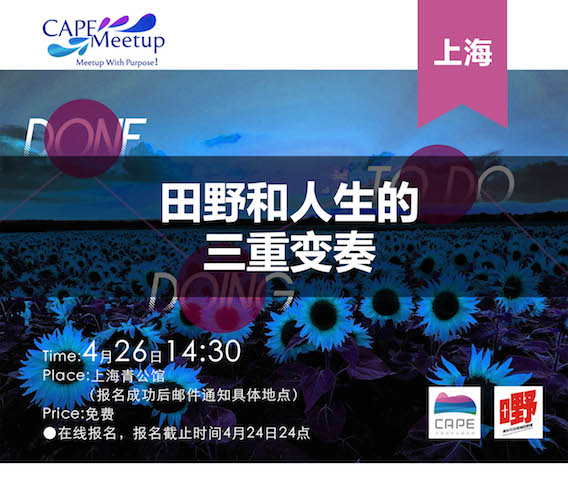 CAPE
Meetup
Meetup With Purpose!
上海
DONE
TO DO
田野和人生的
三重变奏
DOING
Time:4月26日14:30
Place:上海青公馆
（报名成功后邮件通知具体地点）
Price:免费
●在线报名，报名截止时间4月24日24点
CAPE
野